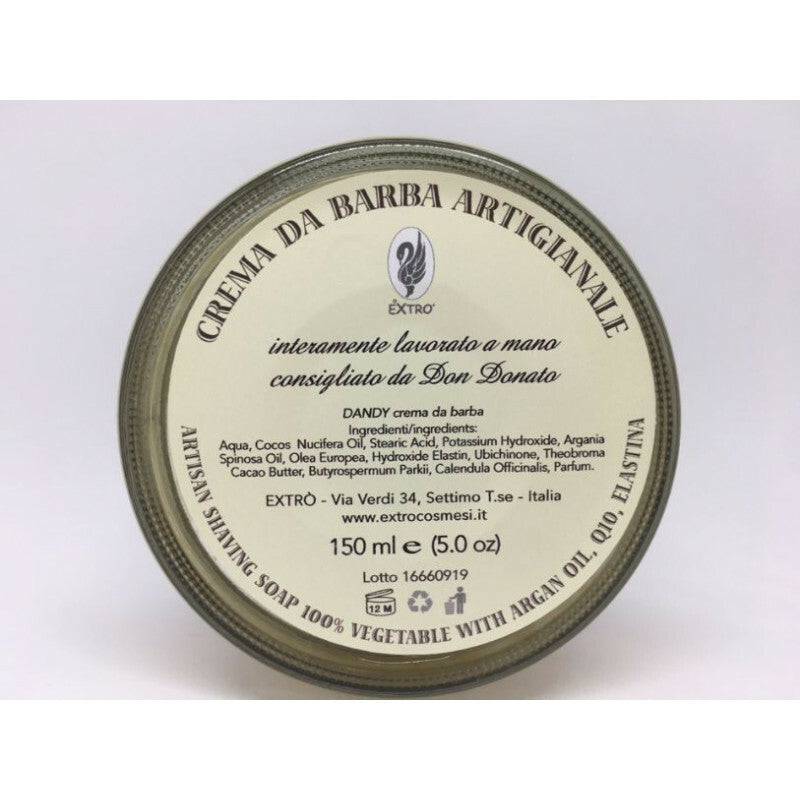 CREMA DA BARBA ARTIGIANALE
ÈXTRO'
interamente lavorato a mano
consigliato da Don Donato
DANDY crema da barba
Ingredienti/ingredients:
Aqua, Cocos Nucifera Oil, Stearic Acid, Potassium Hydroxide, Argania
Spinosa Oil, Olea Europea, Hydroxide Elastin, Ubichinone, Theobroma
Cacao Butter, Butyrospermum Parkii, Calendula Officinalis, Parfum.
EXTRÒ - Via Verdi 34, Settimo T.se - Italia
www.extrocosmesi.it
150 ml e (5.0 oz)
Lotto 16660919
12 M
ARTISAN SHAVING SOAP 100% VEGETABLE WITH ARGAN OIL, Q10, ELASTINA